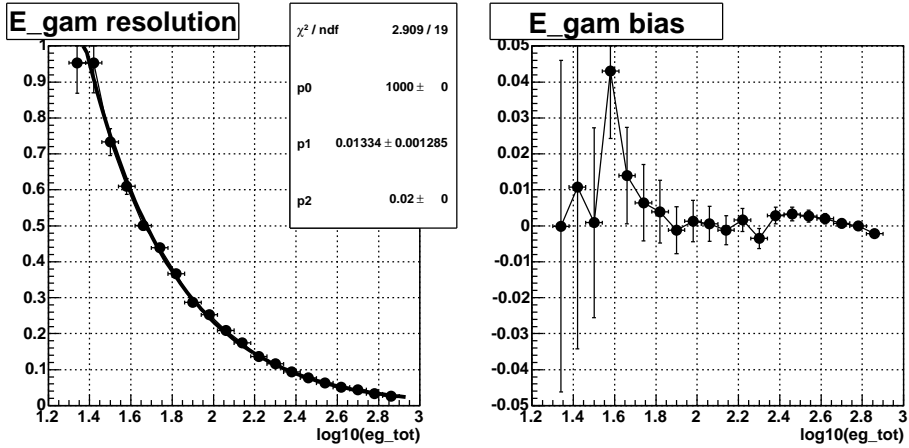 E_gam resolution
χ² / ndf 2.909 / 19
p0 1000 ± 0
p1 0.01334 ± 0.001285
p2 0.02 ± 0
1
0.9
0.8
0.7
0.6
0.5
0.4
0.3
0.2
0.1
0
1.2 1.4 1.6 1.8 2 2.2 2.4 2.6 2.8 3
log10(eg_tot)
E_gam bias
0.05
0.04
0.03
0.02
0.01
0
-0.01
-0.02
-0.03
-0.04
-0.05
1.2 1.4 1.6 1.8 2 2.2 2.4 2.6 2.8 3
log10(eg_tot)